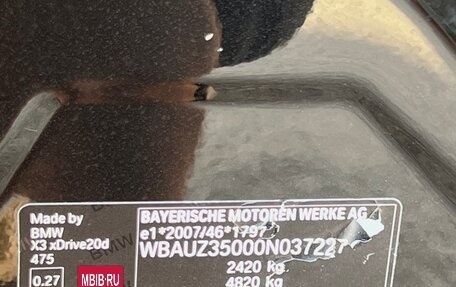 Made by
BMW
X3 xDrive20d
475
0.27
BAYERISCHE MOTOREN WERKE AG
e1*2007/46*1797
WBAUZ35000N037227
2420 kg
4820 kg
BMW
MBIB·RU